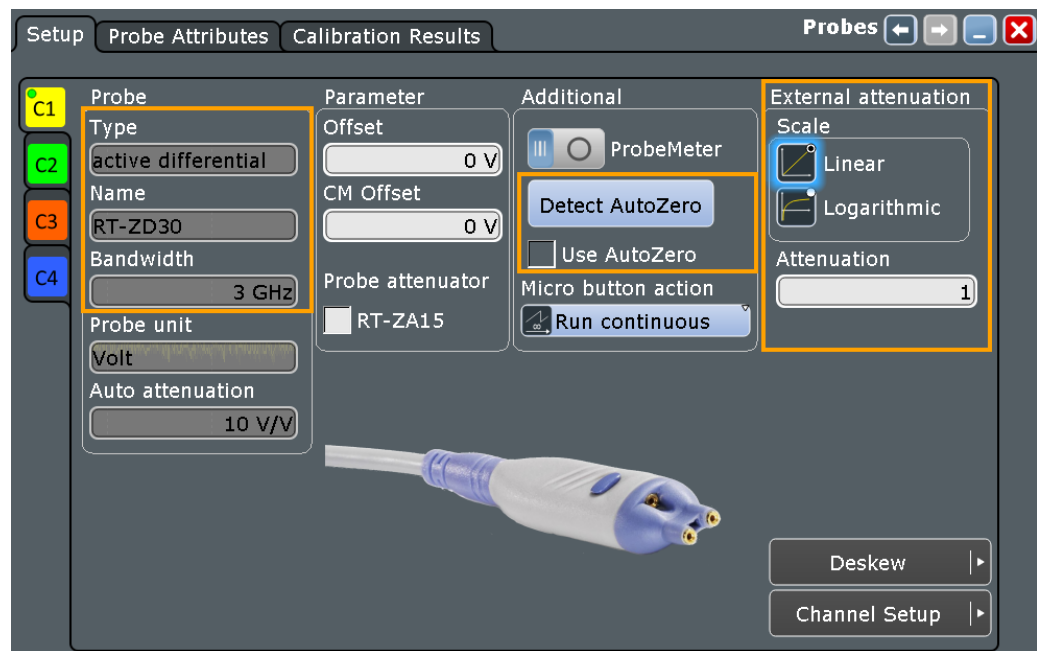 Setup Probe Attributes Calibration Results Probes
C1
C2
C3
C4
Probe
Type
active differential
Name
RT-ZD30
Bandwidth
3 GHz
Probe unit
Volt
Auto attenuation
10 V/V
Parameter
Offset
0 V
CM Offset
0 V
Probe attenuator
RT-ZA15
Additional
ProbeMeter
Detect AutoZero
Use AutoZero
Micro button action
Run continuous
External attenuation
Scale
Linear
Logarithmic
Attenuation
1
Deskew
Channel Setup